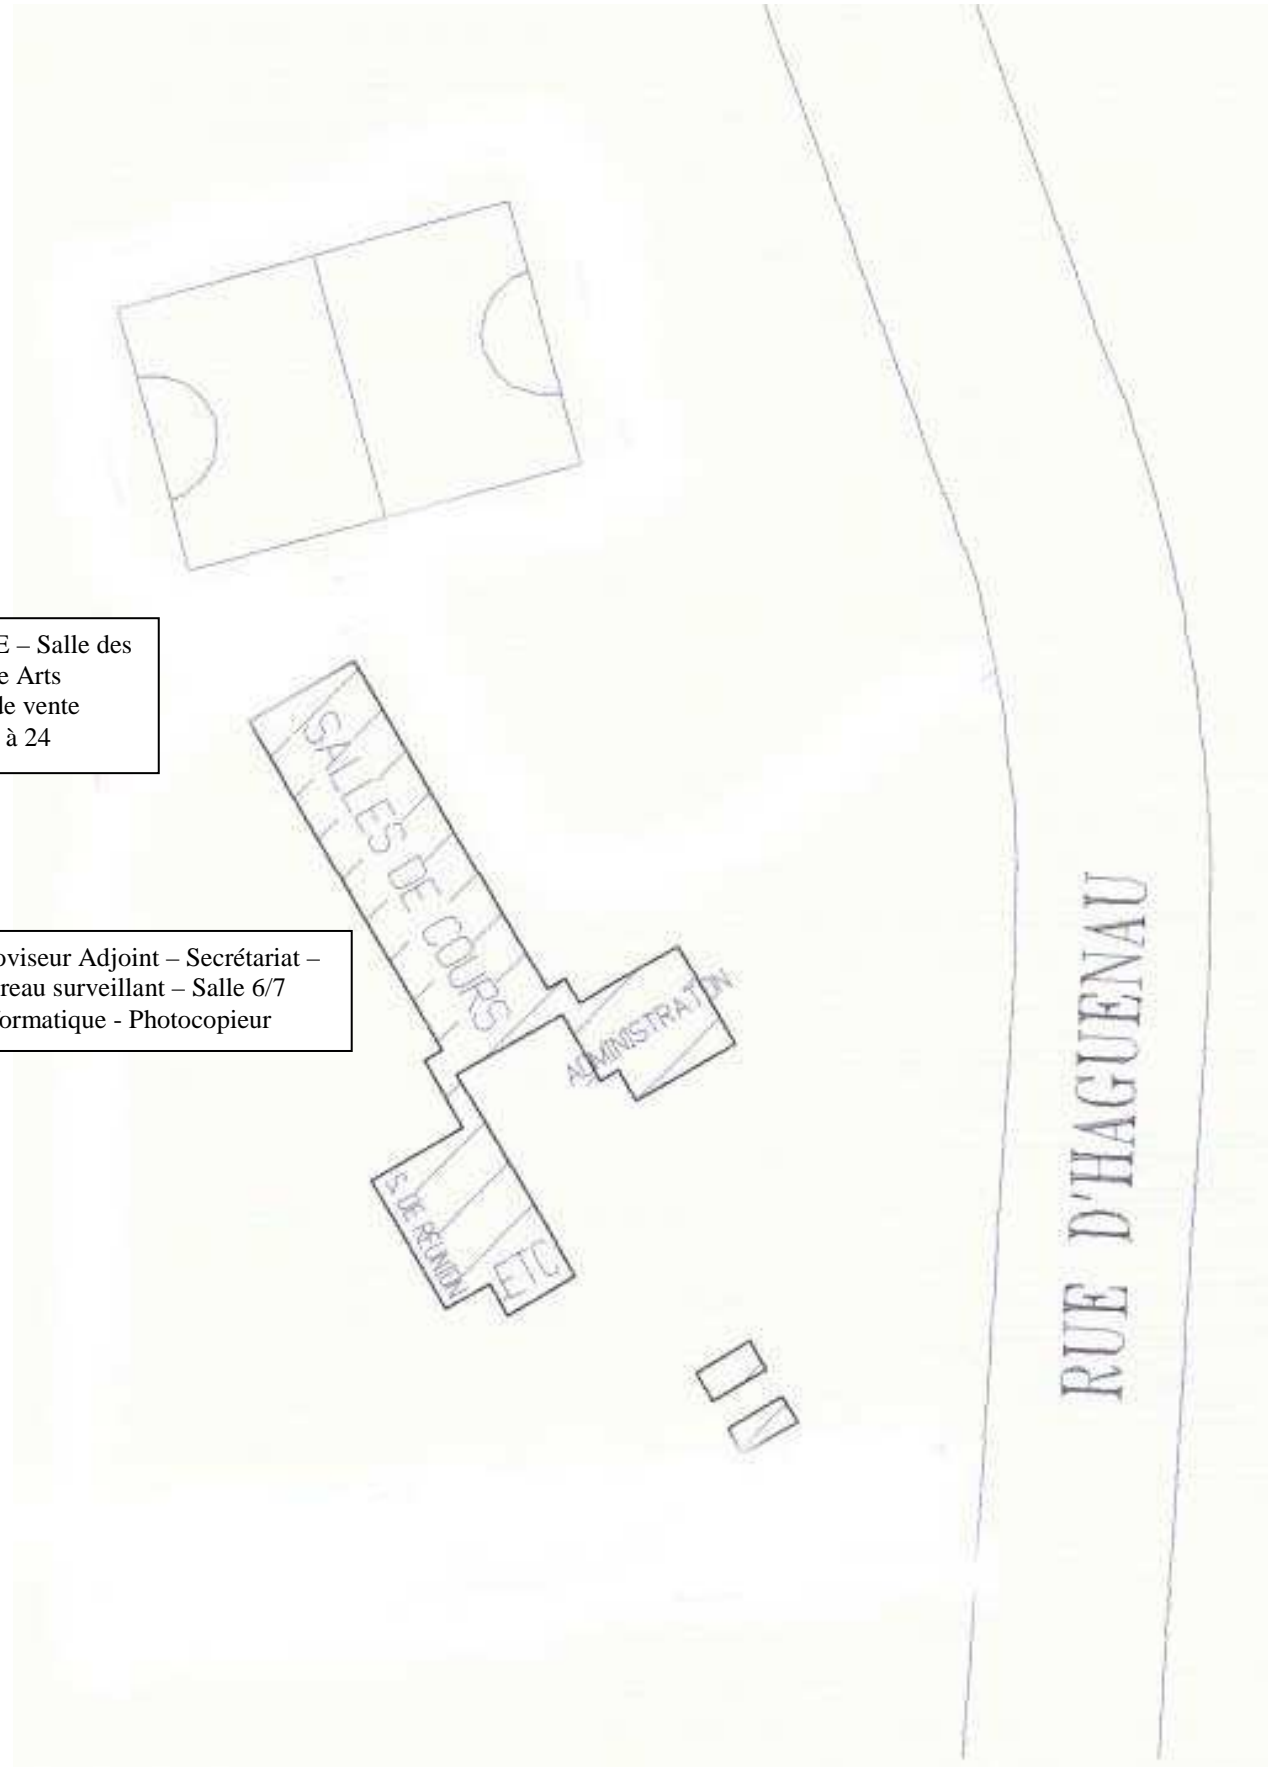 E – Salle des
e Arts
de vente
à 24
SALLES DE COURS
oviseur Adjoint – Secrétariat –
reau surveillant – Salle 6/7
ormatique - Photocopieur
ADMINISTRATION
S. DE RÉUNION
ETC
RUE D'HAGUENAU